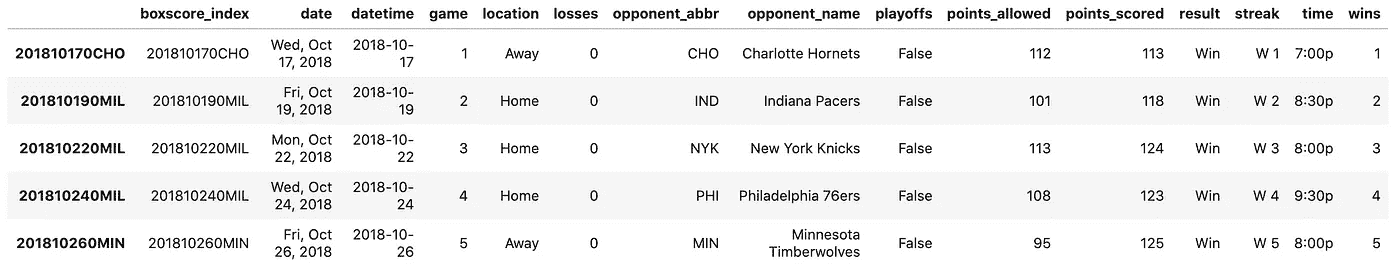 boxscore_index date datetime game location losses opponent_abbr opponent_name playoffs points_allowed points_scored result streak time wins
201810170CHO 201810170CHO Wed, Oct 17, 2018 2018-10-17 1 Away 0 CHO Charlotte Hornets False 112 113 Win W 1 7:00p 1
201810190MIL 201810190MIL Fri, Oct 19, 2018 2018-10-19 2 Home 0 IND Indiana Pacers False 101 118 Win W 2 8:30p 2
201810220MIL 201810220MIL Mon, Oct 22, 2018 2018-10-22 3 Home 0 NYK New York Knicks False 113 124 Win W 3 8:00p 3
201810240MIL 201810240MIL Wed, Oct 24, 2018 2018-10-24 4 Home 0 PHI Philadelphia 76ers False 108 123 Win W 4 9:30p 4
201810260MIN 201810260MIN Fri, Oct 26, 2018 2018-10-26 5 Away 0 MIN Minnesota Timberwolves False 95 125 Win W 5 8:00p 5